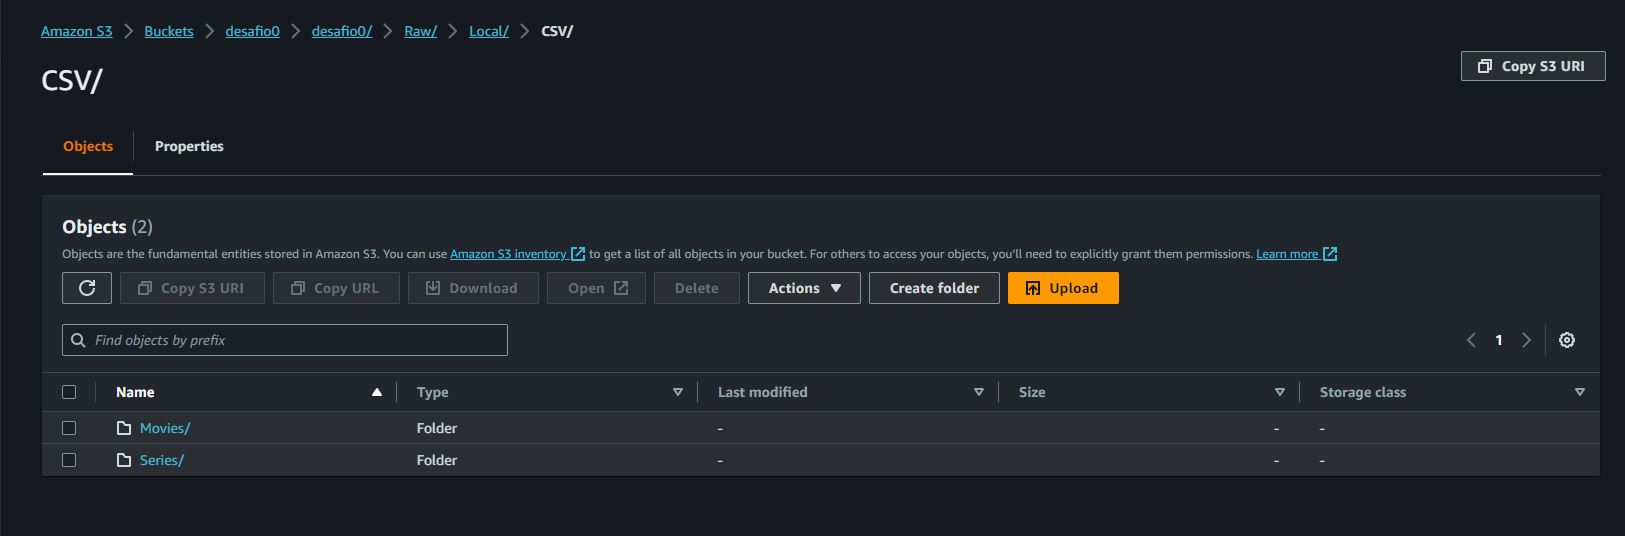 Amazon S3 > Buckets > desafio0 > desafio0/ > Raw/ > Local/ > CSV/
CSV/
Copy S3 URI
Objects Properties
Objects (2)
Objects are the fundamental entities stored in Amazon S3. You can use Amazon S3 inventory to get a list of all objects in your bucket. For others to access your objects, you'll need to explicitly grant them permissions. Learn more
Copy S3 URI Copy URL Download Open Delete Actions Create folder Upload
Find objects by prefix 1
Name Type Last modified Size Storage class
Movies/ Folder - - -
Series/ Folder - - -